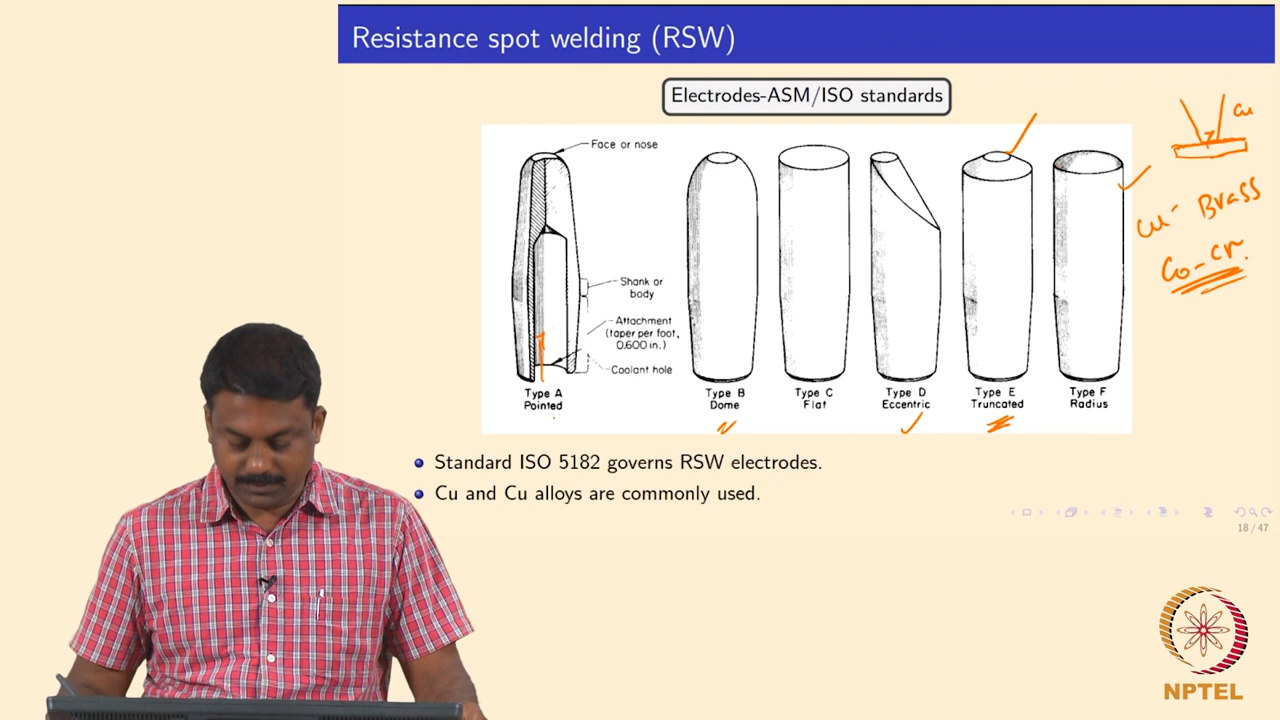 Resistance spot welding (RSW)
Electrodes-ASM/ISO standards
Face or nose
Shank or
body
Attachment
(taper per foot,
0.600 in.)
Coolant hole
Type A
Pointed
Type B
Dome
Type C
Flat
Type D
Eccentric
Type E
Truncated
Type F
Radius
Cu
Cu- Brass
Co-Cr.
Standard ISO 5182 governs RSW electrodes.
Cu and Cu alloys are commonly used.
18 / 47
NPTEL